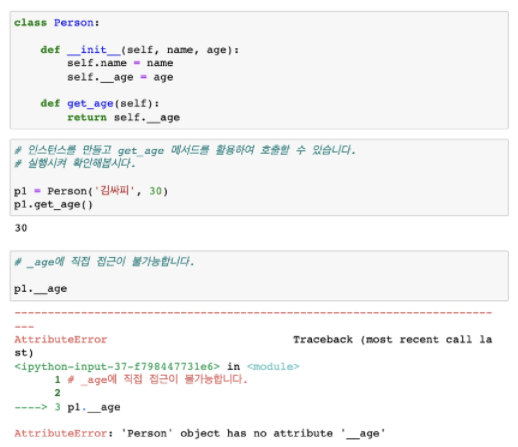 class Person:
    def __init__(self, name, age):
        self.name = name
        self.__age = age
    def get_age(self):
        return self.__age
# 인스턴스를 만들고 get_age 메서드를 활용하여 호출할 수 있습니다.
# 실행시켜 확인해봅시다.
p1 = Person('김싸피', 30)
p1.get_age()
30
# _age에 직접 접근이 불가능합니다.
p1.__age
---------------------------------------------------------------------------
AttributeError                            Traceback (most recent call la
st)
<ipython-input-37-f798447731e6> in <module>
      1 # _age에 직접 접근이 불가능합니다.
      2
----> 3 p1.__age
AttributeError: 'Person' object has no attribute '__age'